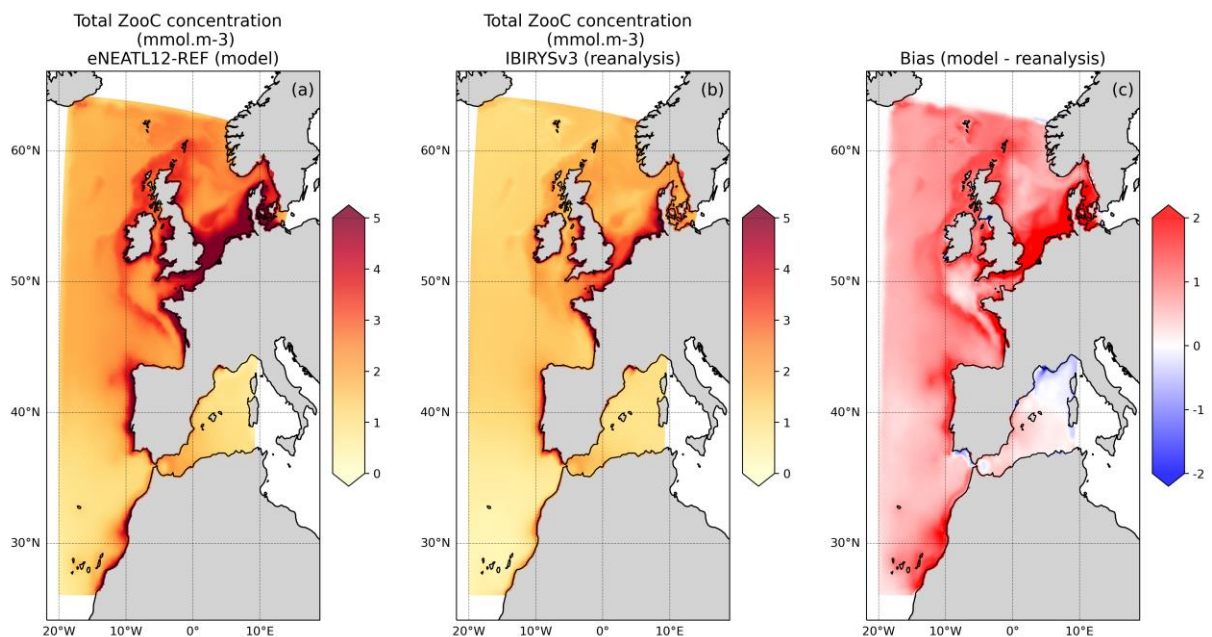 Total ZooC concentration
(mmol.m-3)
eNEATL12-REF (model)
(a)
60°N
50°N
40°N
30°N
20°W
10°W
0°
10°E
5
4
3
2
1
0
Total ZooC concentration
(mmol.m-3)
IBIRYSv3 (reanalysis)
(b)
60°N
50°N
40°N
30°N
20°W
10°W
0°
10°E
5
4
3
2
1
0
Bias (model - reanalysis)
(c)
60°N
50°N
40°N
30°N
20°W
10°W
0°
10°E
2
1
0
-1
-2